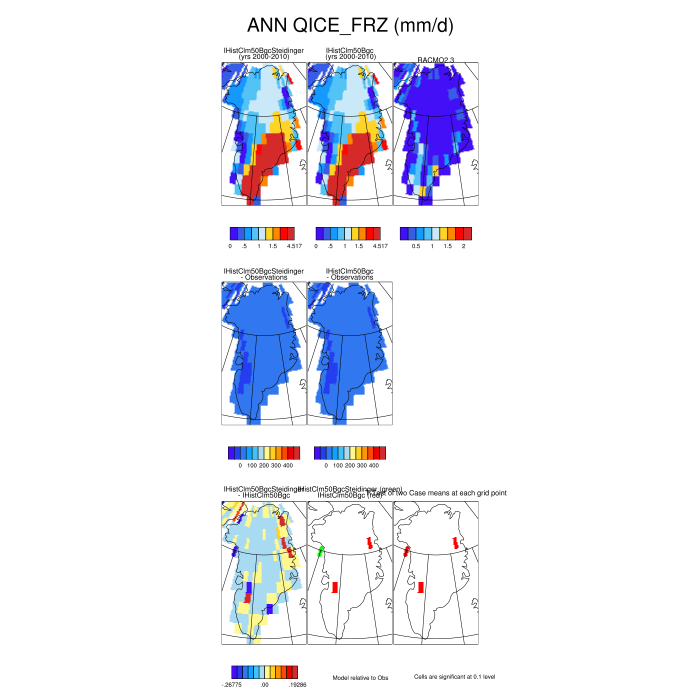 ANN QICE_FRZ (mm/d)
IHistClm50BgcSteidinger
(yrs 2000-2010)
IHistClm50Bgc
(yrs 2000-2010)
RACMO2.3
0 .5 1 1.5 4.517
0 .5 1 1.5 4.517
0.5 1 1.5 2
IHistClm50BgcSteidinger
- Observations
IHistClm50Bgc
- Observations
0 100 200 300 400
0 100 200 300 400
IHistClm50BgcSteidinger
- IHistClm50Bgc
IHistClm50BgcSteidinger (green)
IHistClm50Bgc (red)
of two Case means at each grid point
-.26775 .00 .19286
Model relative to Obs
Cells are significant at 0.1 level